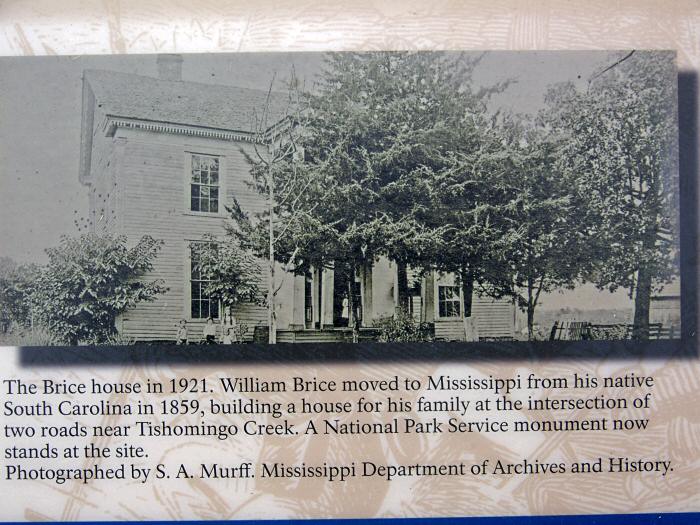 The Brice house in 1921. William Brice moved to Mississippi from his native
South Carolina in 1859, building a house for his family at the intersection of
two roads near Tishomingo Creek. A National Park Service monument now
stands at the site.
Photographed by S. A. Murff. Mississippi Department of Archives and History.